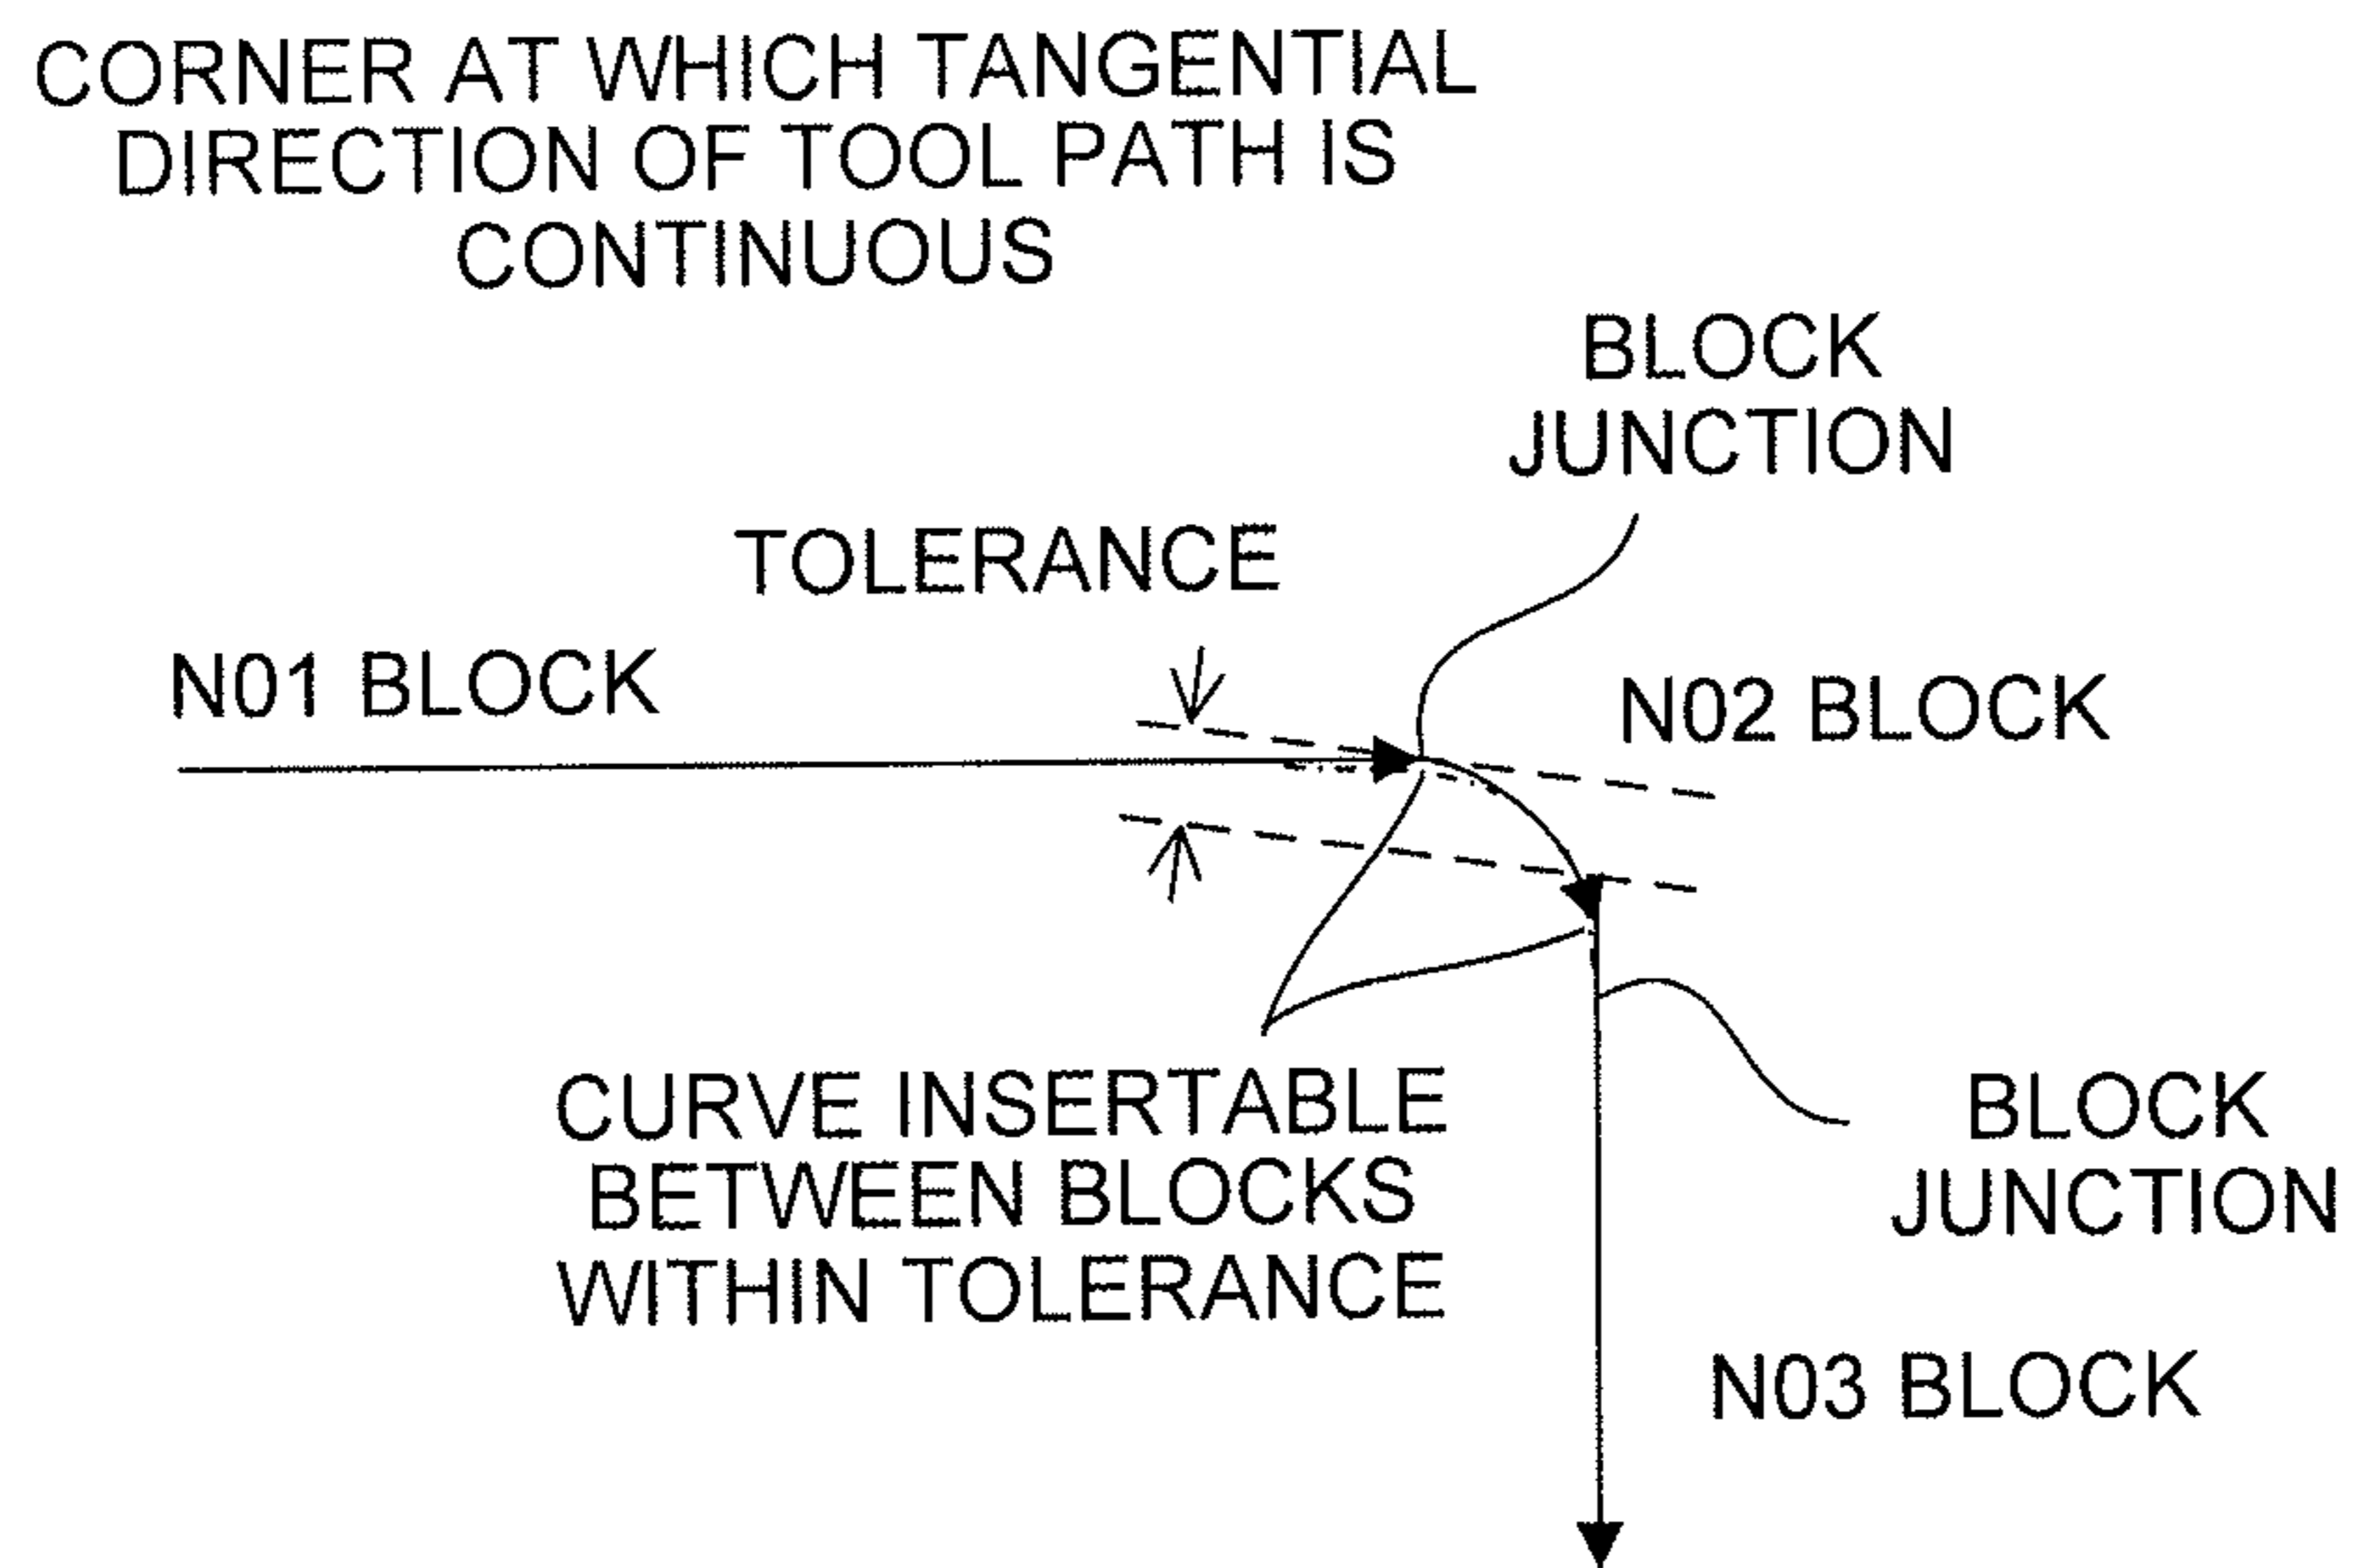 CORNER AT WHICH TANGENTIAL
DIRECTION OF TOOL PATH IS
CONTINUOUS
BLOCK
JUNCTION
TOLERANCE
N01 BLOCK
N02 BLOCK
CURVE INSERTABLE
BETWEEN BLOCKS
WITHIN TOLERANCE
BLOCK
JUNCTION
N03 BLOCK